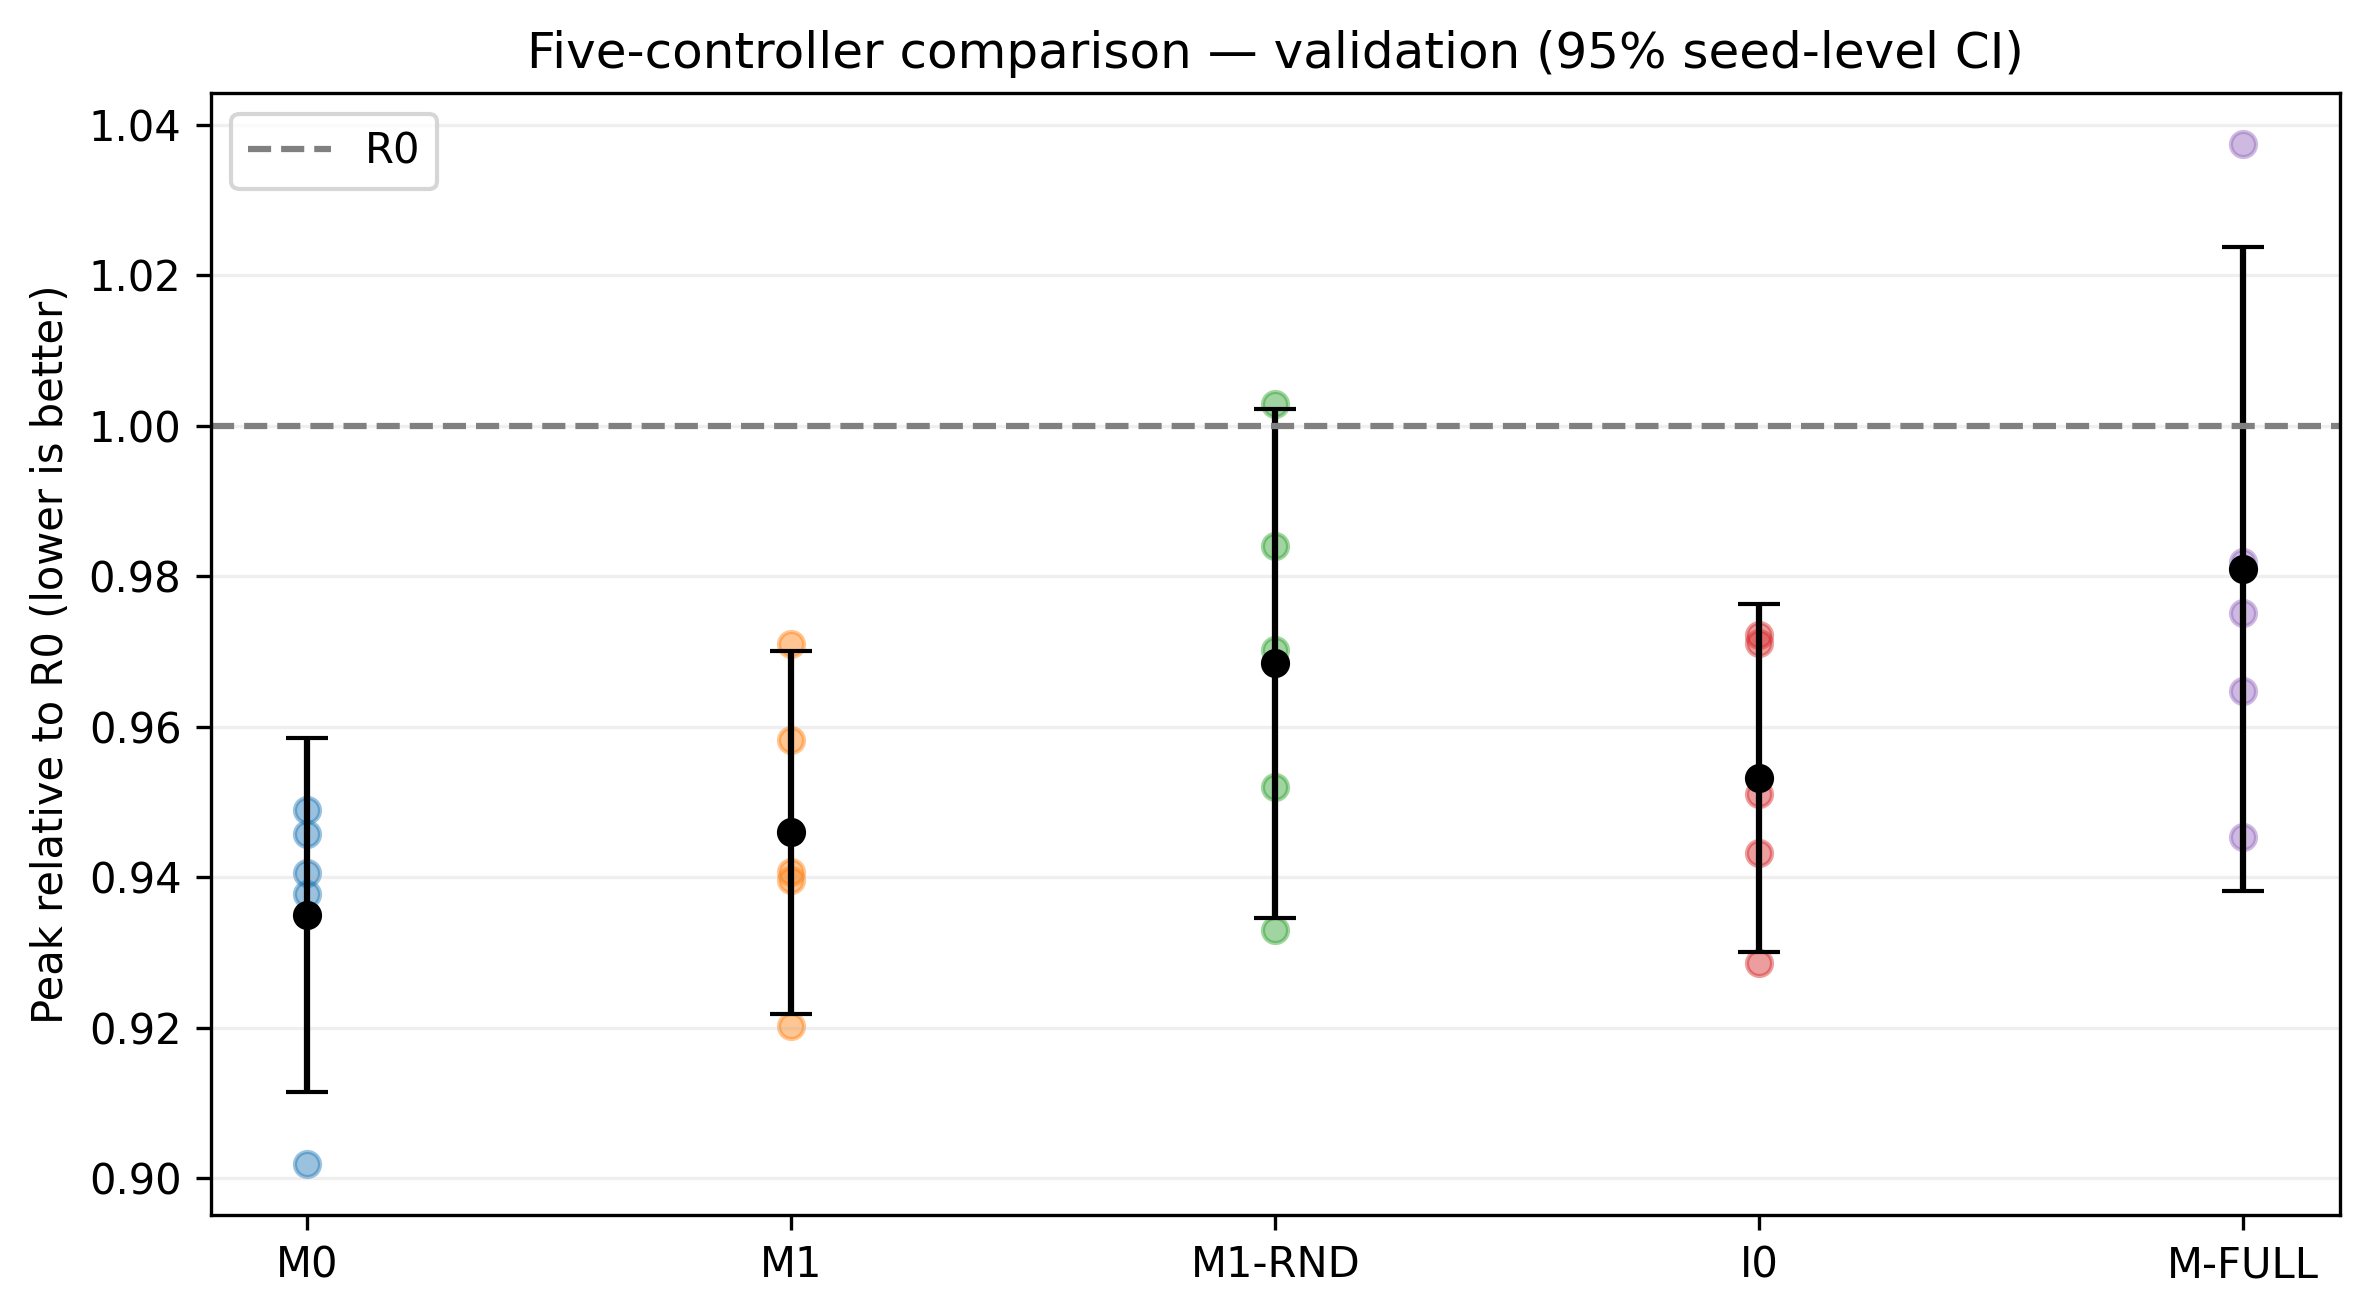 Five-controller comparison — validation (95% seed-level CI)
R0
Peak relative to R0 (lower is better)
1.04
1.02
1.00
0.98
0.96
0.94
0.92
0.90
M0 M1 M1-RND I0 M-FULL